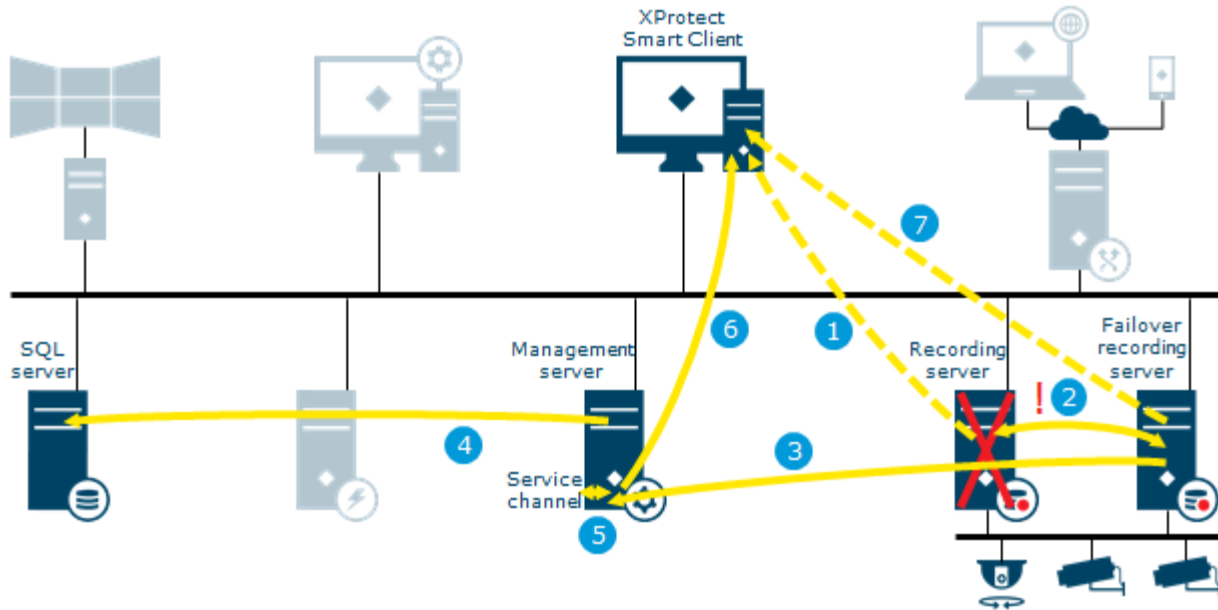 XProtect
Smart Client
7
6
1
SQL
server
Management
server
Recording
server
Failover
recording
server
!
2
4
3
Service
channel
5